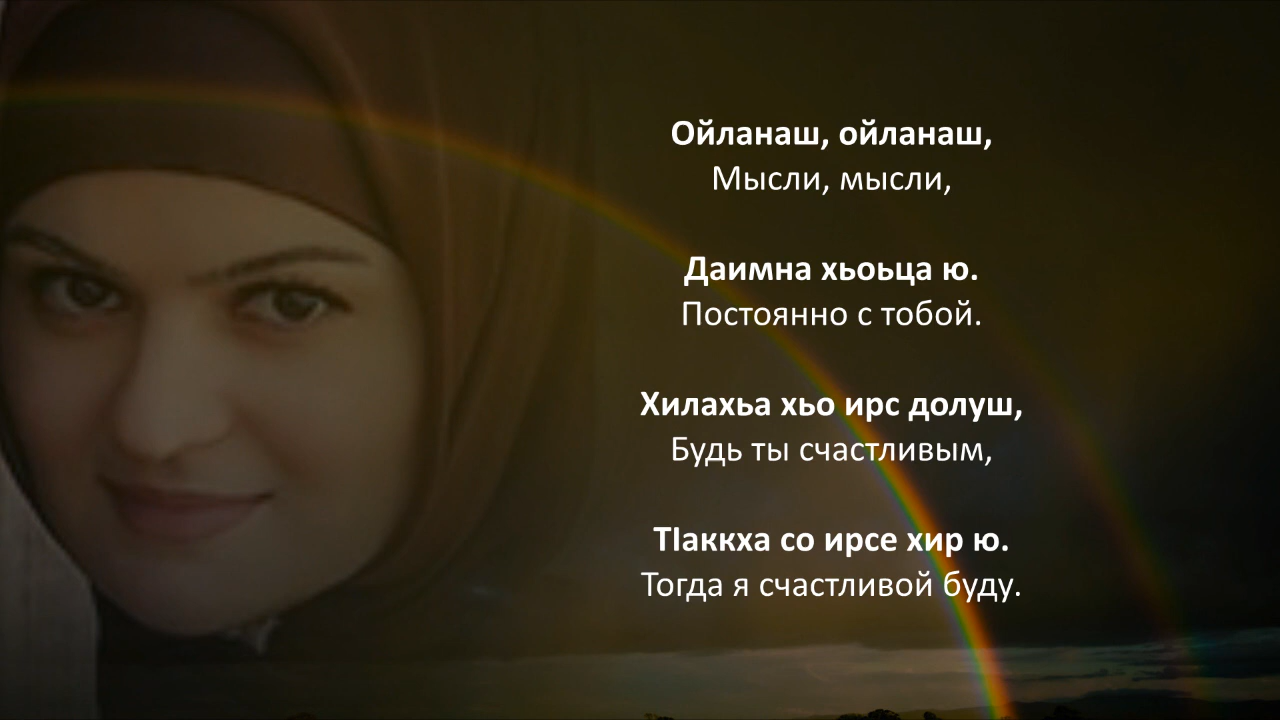 Ойланаш, ойланаш,
Мысли, мысли,
Даимна хьоьца ю.
Постоянно с тобой.
Хилахьа хьо ирс долуш,
Будь ты счастливым,
ТӀаккха со ирсе хир ю.
Тогда я счастливой буду.